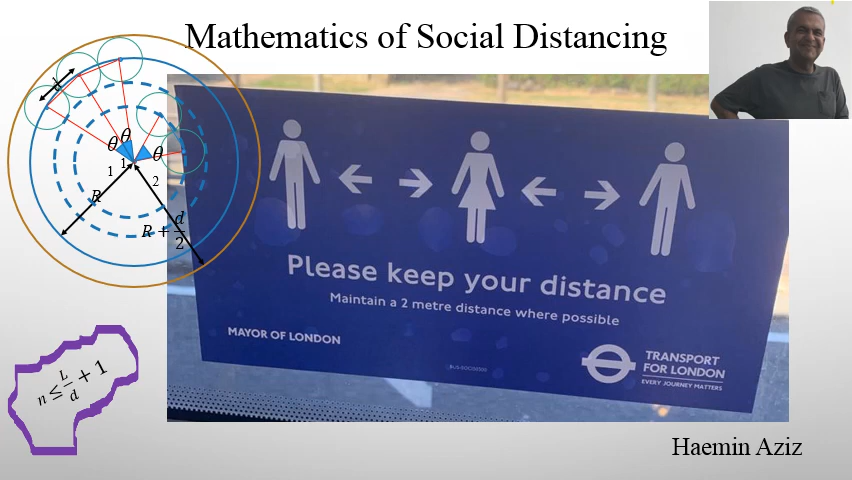 Mathematics of Social Distancing
d
θ
θ
θ
1
1
2
R
R + d/2
Please keep your distance
Maintain a 2 metre distance where possible
MAYOR OF LONDON
TRANSPORT
FOR LONDON
EVERY JOURNEY MATTERS
n ≤ L/d + 1
Haemin Aziz